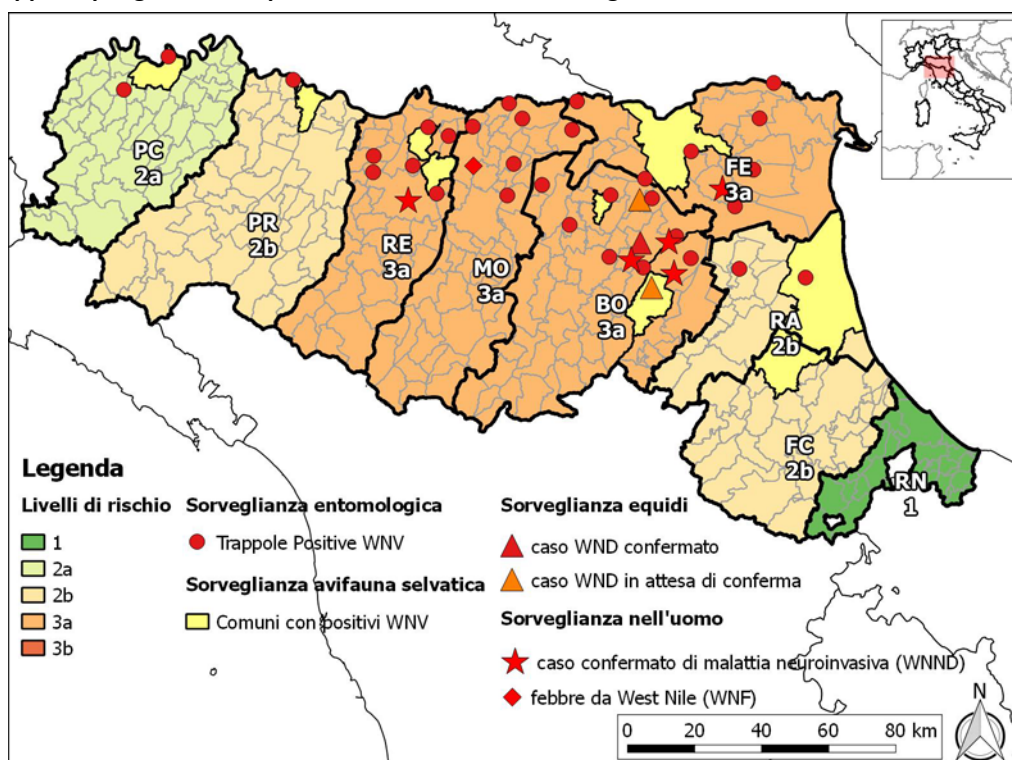 PC
2a
PR
2b
RE
3a
MO
3a
BO
3a
FE
3a
RA
2b
FC
2b
RN
1
Legenda
Livelli di rischio
1
2a
2b
3a
3b
Sorveglianza entomologica
Trappole Positive WNV
Sorveglianza avifauna selvatica
Comuni con positivi WNV
Sorveglianza equidi
caso WND confermato
caso WND in attesa di conferma
Sorveglianza nell'uomo
caso confermato di malattia neuroinvasiva (WNND)
febbre da West Nile (WNF)
N
0 20 40 60 80 km